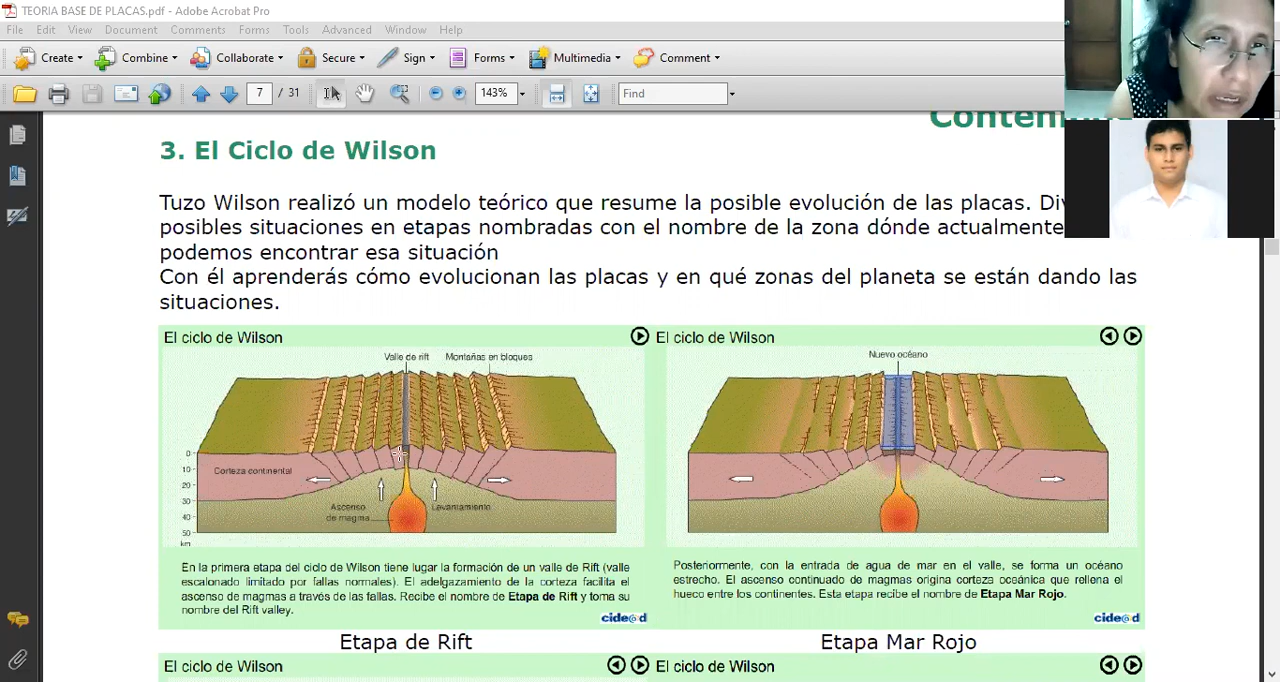 TEORIA BASE DE PLACAS.pdf - Adobe Acrobat Pro
File Edit View Document Comments Forms Tools Advanced Window Help
Create Combine Collaborate Secure Sign Forms Multimedia Comment
7 / 31 143% Find
3. El Ciclo de Wilson
Tuzo Wilson realizó un modelo teórico que resume la posible evolución de las placas.
posibles situaciones en etapas nombradas con el nombre de la zona dónde actualmente
podemos encontrar esa situación
Con él aprenderás cómo evolucionan las placas y en qué zonas del planeta se están dando las
situaciones.
El ciclo de Wilson
Valle de rift Montañas en bloques
0
10
20
30
40
50
km
Corteza continental
Ascenso
de magma
Levantamiento
En la primera etapa del ciclo de Wilson tiene lugar la formación de un valle de Rift (valle
escalonado limitado por fallas normales). El adelgazamiento de la corteza facilita el
ascenso de magmas a través de las fallas. Recibe el nombre de Etapa de Rift y toma su
nombre del Rift valley.
cide@d
Etapa de Rift
El ciclo de Wilson
Nuevo océano
Posteriormente, con la entrada de agua de mar en el valle, se forma un océano
estrecho. El ascenso continuado de magmas origina corteza oceánica que rellena el
hueco entre los continentes. Esta etapa recibe el nombre de Etapa Mar Rojo.
cide@d
Etapa Mar Rojo
El ciclo de Wilson
El ciclo de Wilson